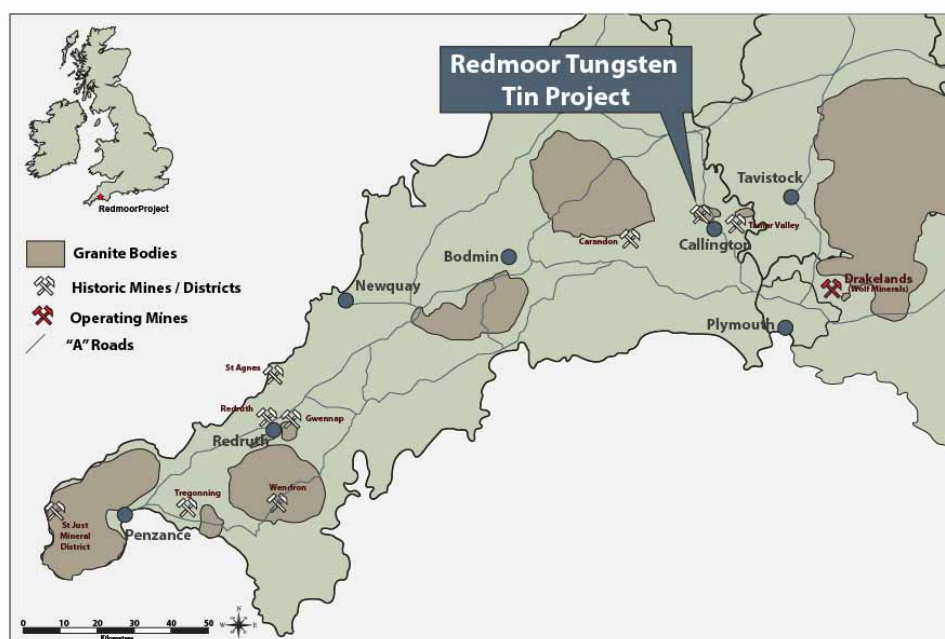 Redmoor Tungsten
Tin Project
RedmoorProject
Granite Bodies
Historic Mines / Districts
Operating Mines
"A" Roads
Tavistock
Carandon
Callington
Tamar Valley
Bodmin
Newquay
Drakelands
(Wolf Minerals)
Plymouth
St Agnes
Redruth
Gwennap
Redruth
Tregonning
Wendron
St Just
Mineral
District
Penzance
0 10 20 30 40 50
Kilometres
N
W E
S